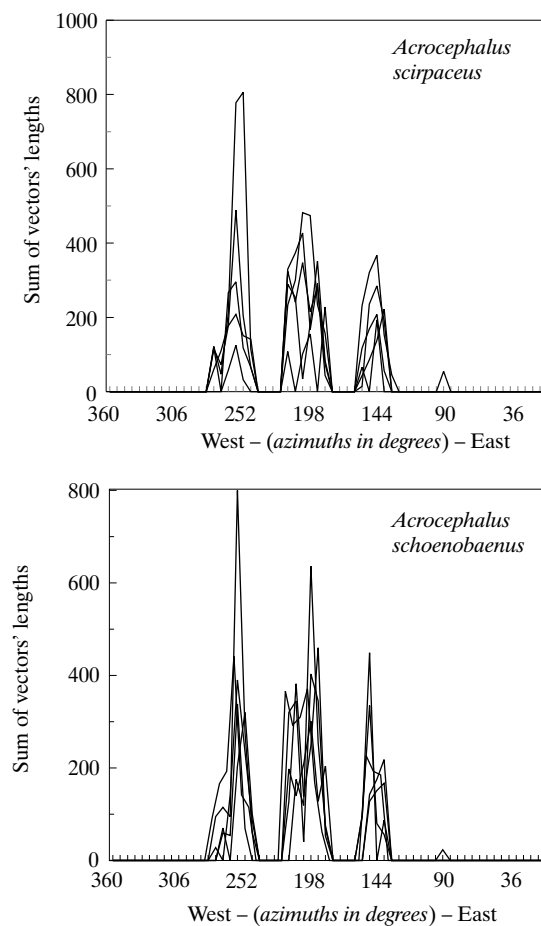 1000
800
600
400
200
0
Sum of vectors' lengths
Acrocephalus
scirpaceus
360 306 252 198 144 90 36
West – (azimuths in degrees) – East
800
600
400
200
0
Sum of vectors' lengths
Acrocephalus
schoenobaenus
360 306 252 198 144 90 36
West – (azimuths in degrees) – East